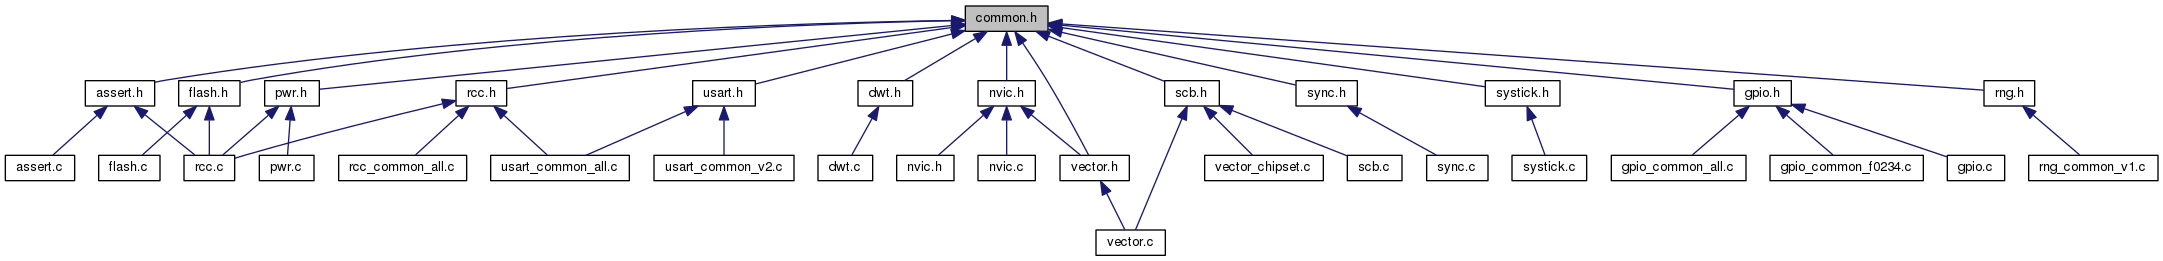 common.h
assert.h
flash.h
pwr.h
rcc.h
usart.h
dwt.h
nvic.h
scb.h
sync.h
systick.h
gpio.h
rng.h
assert.c
flash.c
rcc.c
pwr.c
rcc_common_all.c
usart_common_all.c
usart_common_v2.c
dwt.c
nvic.h
nvic.c
vector.h
vector_chipset.c
scb.c
sync.c
systick.c
gpio_common_all.c
gpio_common_f0234.c
gpio.c
rng_common_v1.c
vector.c